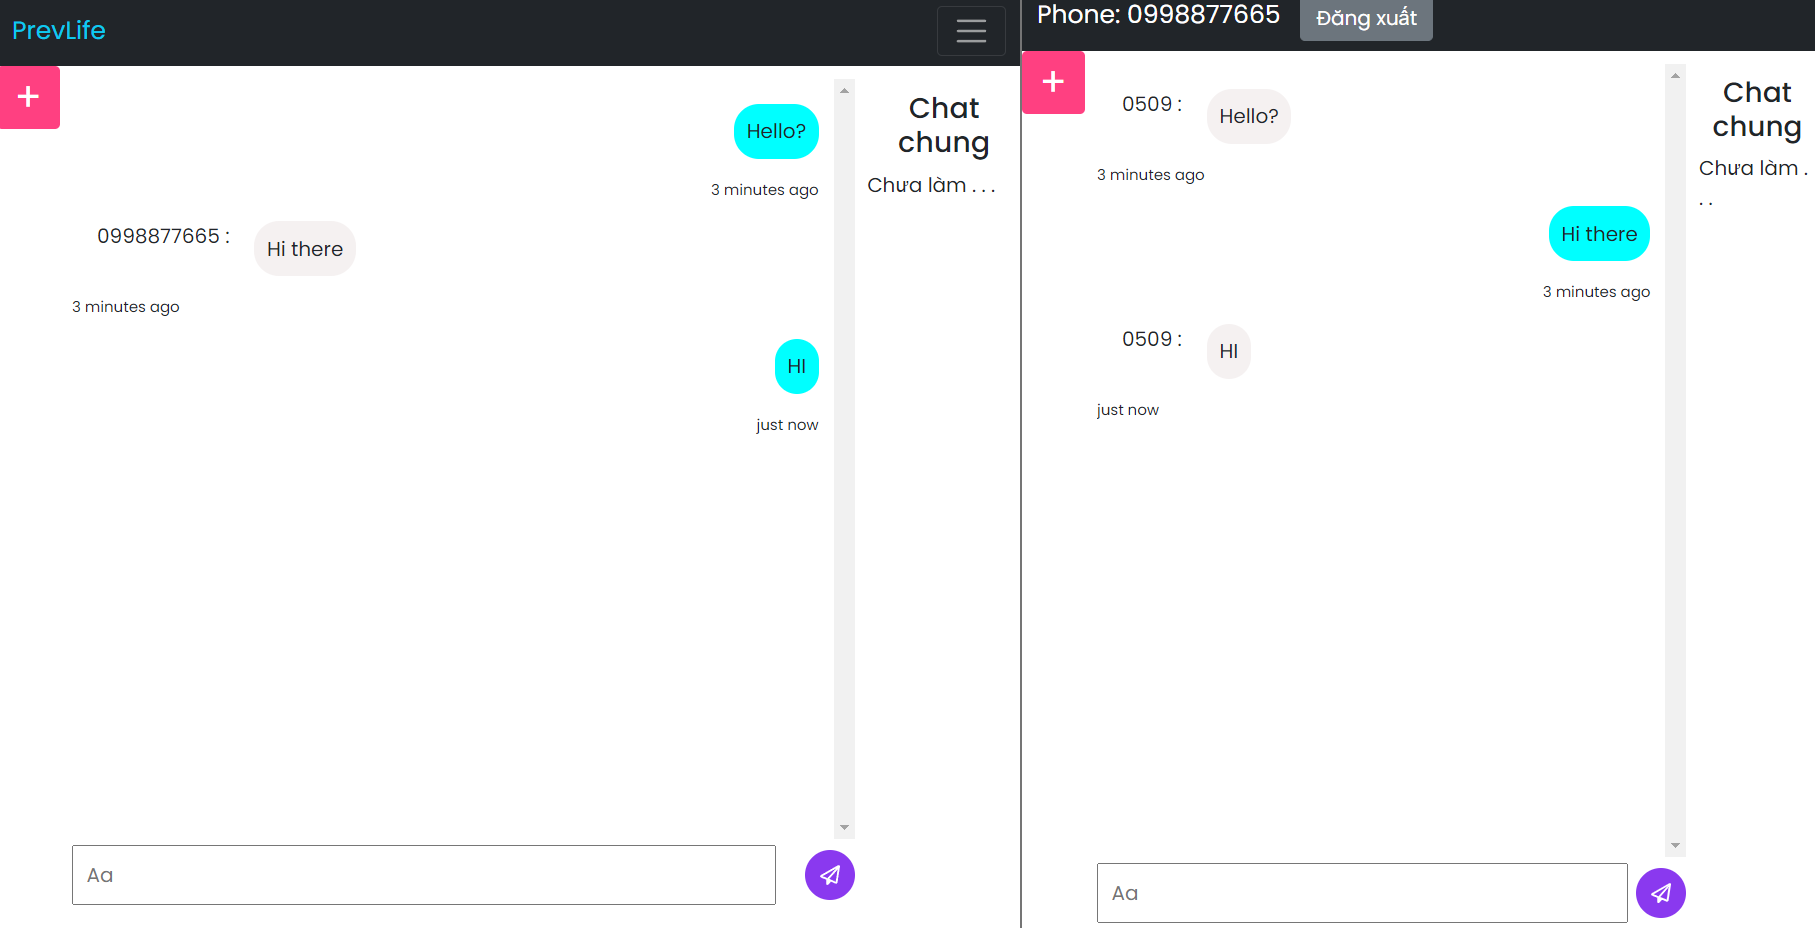 PrevLife
+
Hello?
3 minutes ago
0998877665 :
Hi there
3 minutes ago
HI
just now
Aa
Chat
chung
Chưa làm . . .
Phone: 0998877665
Đăng xuất
+
0509 :
Hello?
3 minutes ago
Hi there
3 minutes ago
0509 :
HI
just now
Aa
Chat
chung
Chưa làm .
. .